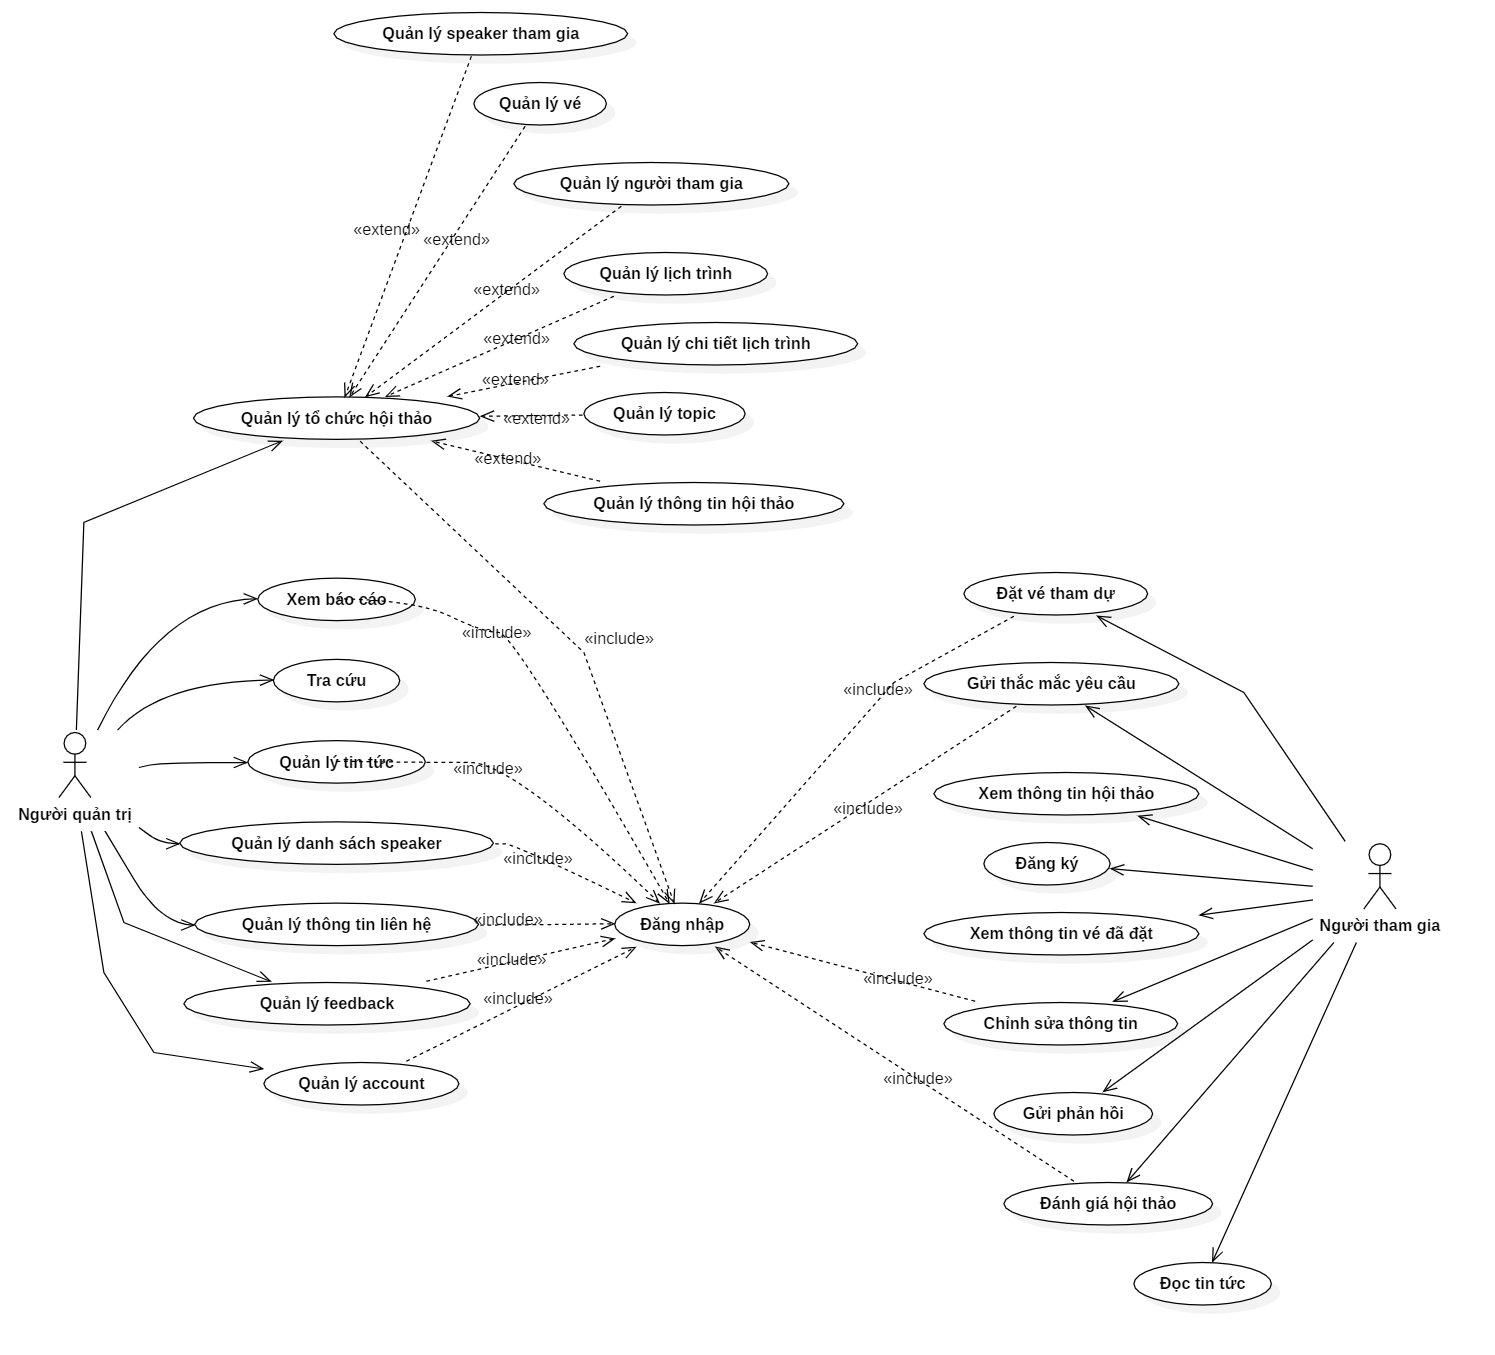 Quản lý speaker tham gia
Quản lý vé
Quản lý người tham gia
«extend»
«extend»
Quản lý lịch trình
«extend»
«extend»
Quản lý chi tiết lịch trình
«extend»
Quản lý topic
Quản lý tổ chức hội thảo
«extend»
«extend»
Quản lý thông tin hội thảo
Đặt vé tham dự
Xem báo cáo
«include»
«include»
Tra cứu
Gửi thắc mắc yêu cầu
«include»
Quản lý tin tức
«include»
Xem thông tin hội thảo
«include»
Người quản trị
Quản lý danh sách speaker
«include»
Đăng ký
Quản lý thông tin liên hệ
«include»
Đăng nhập
Xem thông tin vé đã đặt
Người tham gia
«include»
«include»
Quản lý feedback
«include»
Chỉnh sửa thông tin
Quản lý account
«include»
Gửi phản hồi
Đánh giá hội thảo
Đọc tin tức